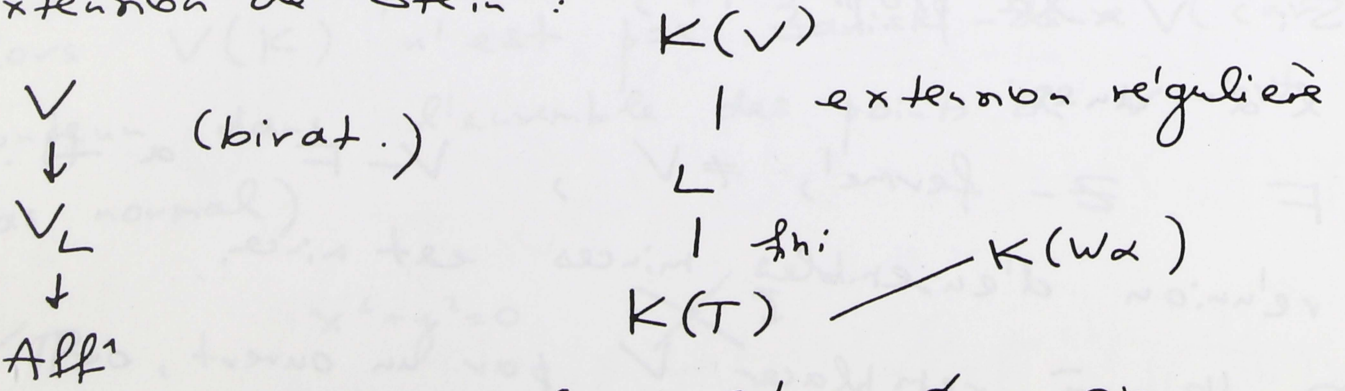 extension de Stein :
K(V)
| extension régulière
V
↓ (birat.)
V_L
↓
Aff¹
L
| fini
K(T) — K(Wα)